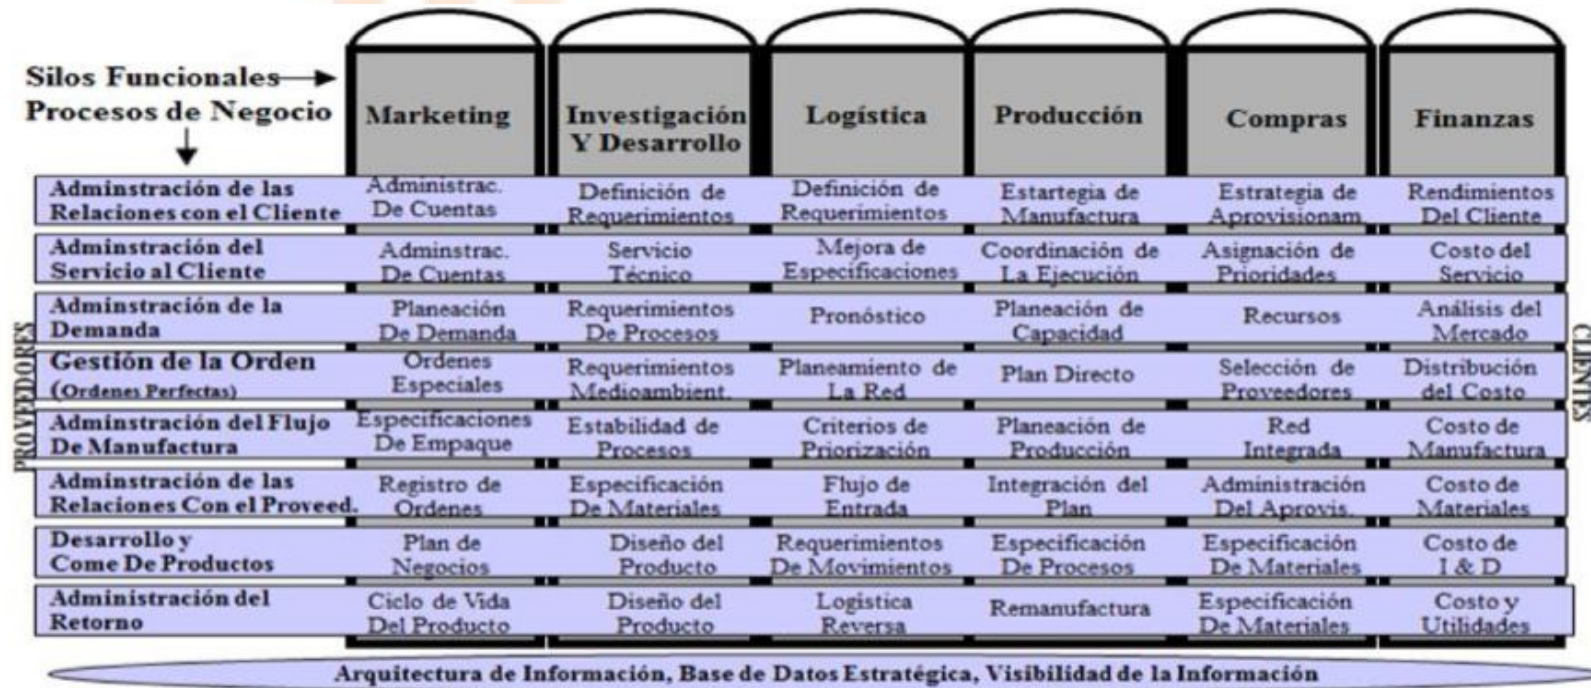 Silos Funcionales
Procesos de Negocio
Marketing
Investigación
Y Desarrollo
Logística
Producción
Compras
Finanzas
PROVEEDORES
CLIENTES
Adminstración de las
Relaciones con el Cliente
Administrac.
De Cuentas
Definición de
Requerimientos
Definición de
Requerimientos
Estartegia de
Manufactura
Estrategia de
Aprovisionam.
Rendimientos
Del Cliente
Adminstración del
Servicio al Cliente
Adminstrac.
De Cuentas
Servicio
Técnico
Mejora de
Especificaciones
Coordinación de
La Ejecución
Asignación de
Prioridades
Costo del
Servicio
Adminstración de la
Demanda
Planeación
De Demanda
Requerimientos
De Procesos
Pronóstico
Planeación de
Capacidad
Recursos
Análisis del
Mercado
Gestión de la Orden
(Ordenes Perfectas)
Ordenes
Especiales
Requerimientos
Medioambient.
Planeamiento de
La Red
Plan Directo
Selección de
Proveedores
Distribución
del Costo
Adminstración del Flujo
De Manufactura
Especificaciones
De Empaque
Estabilidad de
Procesos
Criterios de
Priorización
Planeación de
Producción
Red
Integrada
Costo de
Manufactura
Adminstración de las
Relaciones Con el Proveed.
Registro de
Ordenes
Especificación
De Materiales
Flujo de
Entrada
Integración del
Plan
Administración
Del Aprovis.
Costo de
Materiales
Desarrollo y
Come De Productos
Plan de
Negocios
Diseño del
Producto
Requerimientos
De Movimientos
Especificación
De Procesos
Especificación
De Materiales
Costo de
I & D
Administración del
Retorno
Ciclo de Vida
Del Producto
Diseño del
Producto
Logistica
Reversa
Remanufactura
Especificación
De Materiales
Costo y
Utilidades
Arquitectura de Información, Base de Datos Estratégica, Visibilidad de la Información